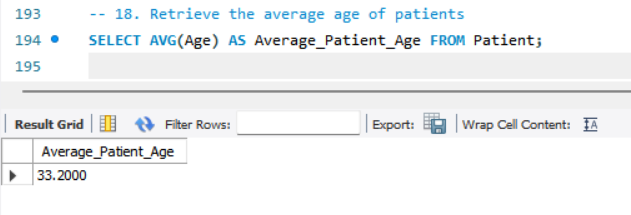 193 -- 18. Retrieve the average age of patients
194 SELECT AVG(Age) AS Average_Patient_Age FROM Patient;
195
Result Grid Filter Rows: Export: Wrap Cell Content: IA
Average_Patient_Age
33.2000